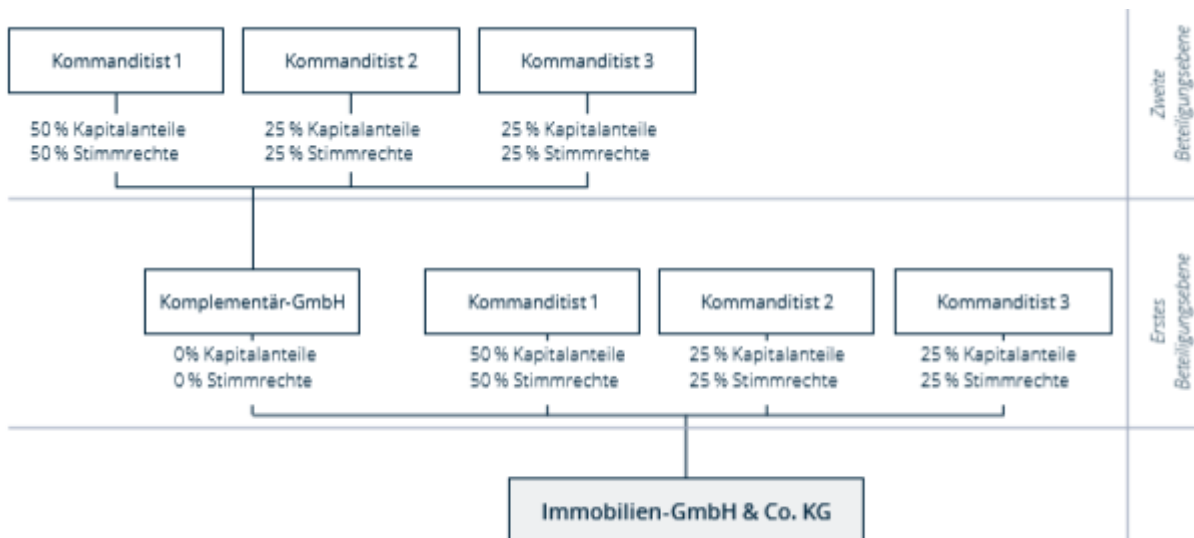 Kommanditist 1
Kommanditist 2
Kommanditist 3
50 % Kapitalanteile
50 % Stimmrechte
25 % Kapitalanteile
25 % Stimmrechte
25 % Kapitalanteile
25 % Stimmrechte
Zweite
Beteiligungsebene
Komplementär-GmbH
Kommanditist 1
Kommanditist 2
Kommanditist 3
0% Kapitalanteile
0 % Stimmrechte
50 % Kapitalanteile
50 % Stimmrechte
25 % Kapitalanteile
25 % Stimmrechte
25 % Kapitalanteile
25 % Stimmrechte
Erstes
Beteiligungsebene
Immobilien-GmbH & Co. KG